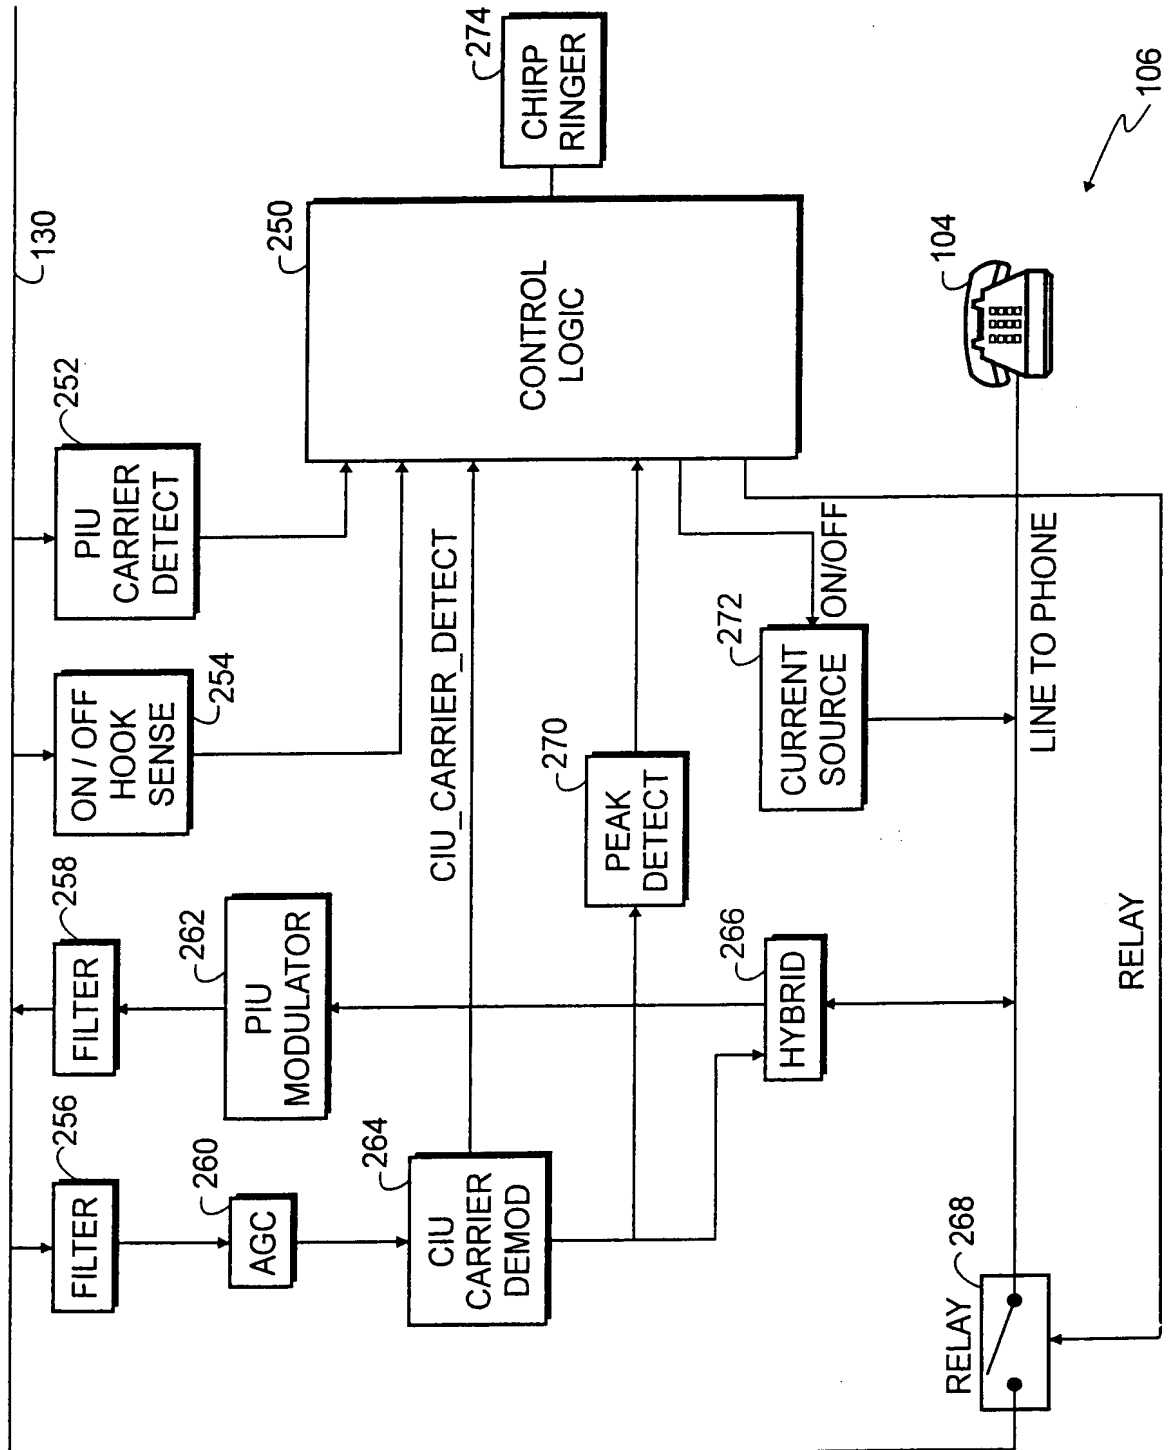 130
FILTER
256
AGC
260
CIU
CARRIER
DEMOD
264
FILTER
258
PIU
MODULATOR
262
ON / OFF
HOOK
SENSE
254
PIU
CARRIER
DETECT
252
CIU_CARRIER_DETECT
CONTROL
LOGIC
250
CHIRP
RINGER
274
PEAK
DETECT
270
HYBRID
266
CURRENT
SOURCE
272
ON/OFF
RELAY
268
LINE TO PHONE
104
RELAY
106